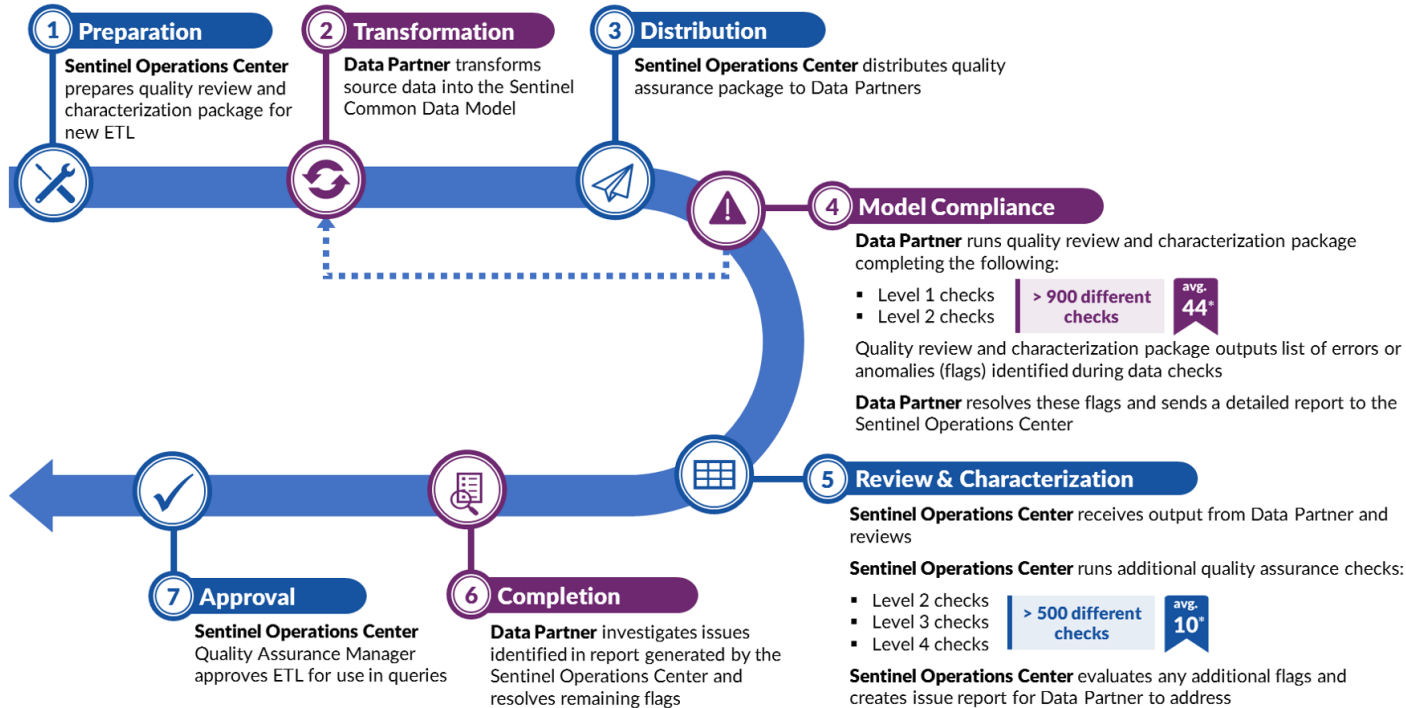 1 Preparation
Sentinel Operations Center
prepares quality review and
characterization package for
new ETL
2 Transformation
Data Partner transforms
source data into the Sentinel
Common Data Model
3 Distribution
Sentinel Operations Center distributes quality
assurance package to Data Partners
4 Model Compliance
Data Partner runs quality review and characterization package
completing the following:
▪ Level 1 checks
▪ Level 2 checks
> 900 different
checks
avg.
44*
Quality review and characterization package outputs list of errors or
anomalies (flags) identified during data checks
Data Partner resolves these flags and sends a detailed report to the
Sentinel Operations Center
5 Review & Characterization
Sentinel Operations Center receives output from Data Partner and
reviews
Sentinel Operations Center runs additional quality assurance checks:
▪ Level 2 checks
▪ Level 3 checks
▪ Level 4 checks
> 500 different
checks
avg.
10*
Sentinel Operations Center evaluates any additional flags and
creates issue report for Data Partner to address
6 Completion
Data Partner investigates issues
identified in report generated by the
Sentinel Operations Center and
resolves remaining flags
7 Approval
Sentinel Operations Center
Quality Assurance Manager
approves ETL for use in queries